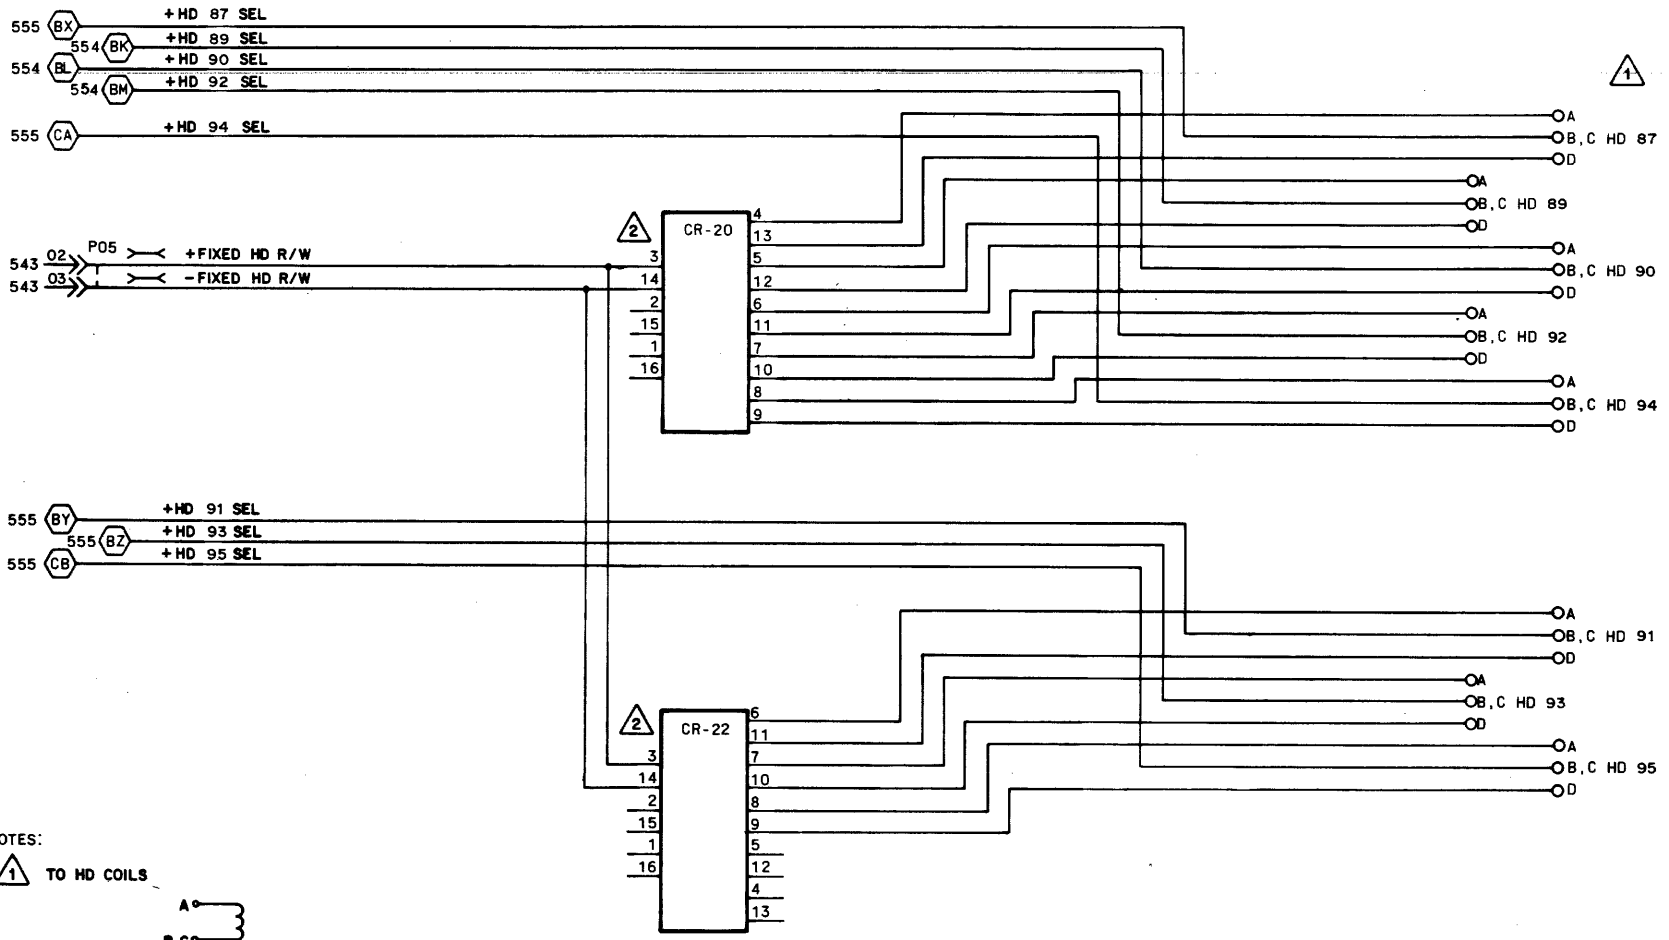 555 BX +HD 87 SEL
554 BK +HD 89 SEL
554 BL +HD 90 SEL
554 BM +HD 92 SEL
555 CA +HD 94 SEL
1
A
B,C HD 87
D
A
B,C HD 89
D
A
B,C HD 90
D
A
B,C HD 92
D
A
B,C HD 94
D
2
CR-20
543 02 P05 +FIXED HD R/W
543 03 -FIXED HD R/W
3
14
2
15
1
16
4
13
5
12
6
11
7
10
8
9
555 BY +HD 91 SEL
555 BZ +HD 93 SEL
555 CB +HD 95 SEL
A
B,C HD 91
D
A
B,C HD 93
D
A
B,C HD 95
D
2
CR-22
3
14
2
15
1
16
6
11
7
10
8
9
5
12
4
13
OTES:
1 TO HD COILS
A